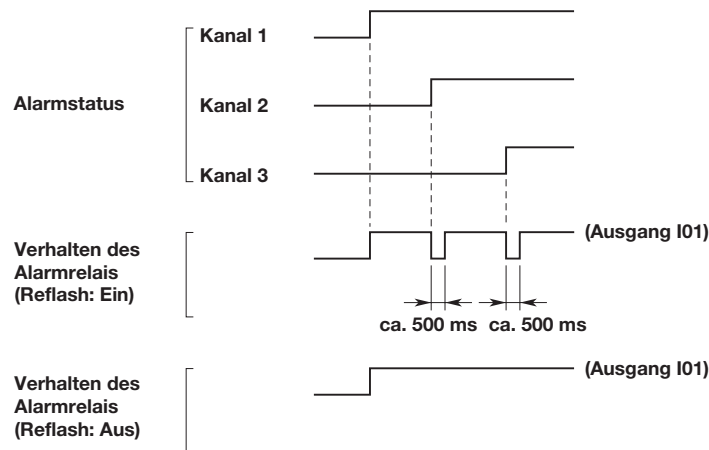 Kanal 1
Alarmstatus
Kanal 2
Kanal 3
Verhalten des
Alarmrelais
(Reflash: Ein)
(Ausgang I01)
ca. 500 ms
ca. 500 ms
Verhalten des
Alarmrelais
(Reflash: Aus)
(Ausgang I01)